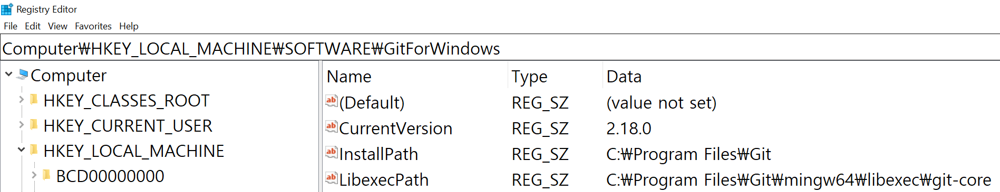 Registry Editor
File Edit View Favorites Help
Computer₩HKEY_LOCAL_MACHINE₩SOFTWARE₩GitForWindows
Computer
HKEY_CLASSES_ROOT
HKEY_CURRENT_USER
HKEY_LOCAL_MACHINE
BCD00000000
Name Type Data
(Default) REG_SZ (value not set)
CurrentVersion REG_SZ 2.18.0
InstallPath REG_SZ C:₩Program Files₩Git
LibexecPath REG_SZ C:₩Program Files₩Git₩mingw64₩libexec₩git-core